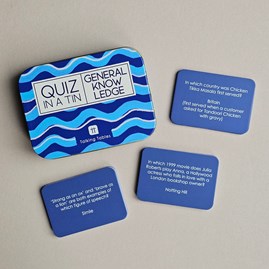 QUIZ
IN A TIN
GENERAL
KNOW
LEDGE
Talking Tables
In which country was Chicken
Tikka Masala first served?
Britain
(first served when a customer
asked for Tandoori Chicken
with gravy)
'Strong as an ox' and 'brave as
a lion' are both examples of
which figure of speech?
Simile
In which 1999 movie does Julia
Roberts play Anna, a Hollywood
actress who falls in love with a
London bookshop owner?
Notting Hill